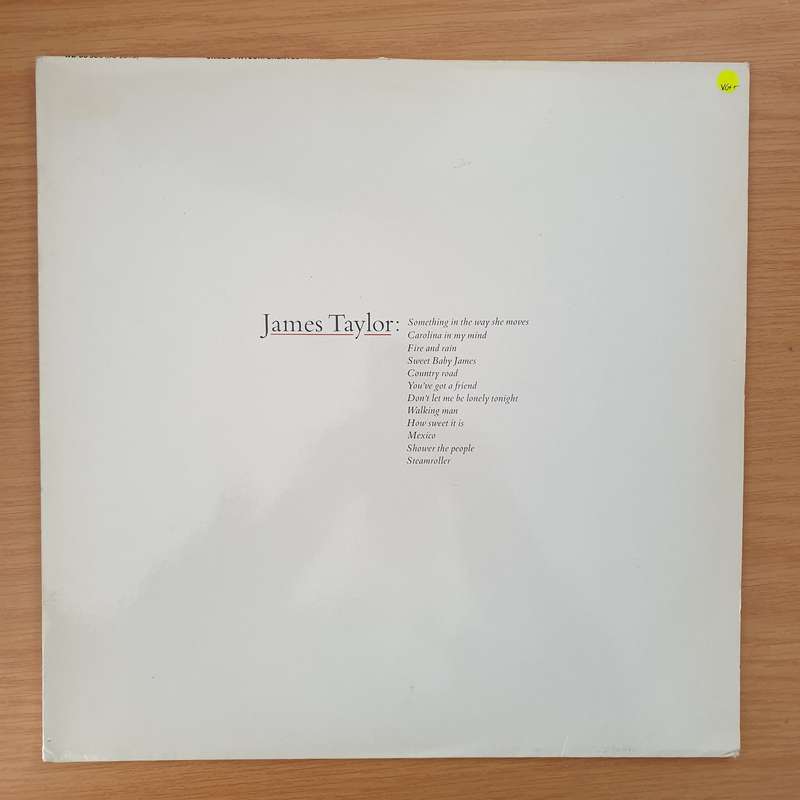 VG+
James Taylor:
Something in the way she moves
Carolina in my mind
Fire and rain
Sweet Baby James
Country road
You've got a friend
Don't let me be lonely tonight
Walking man
How sweet it is
Mexico
Shower the people
Steamroller